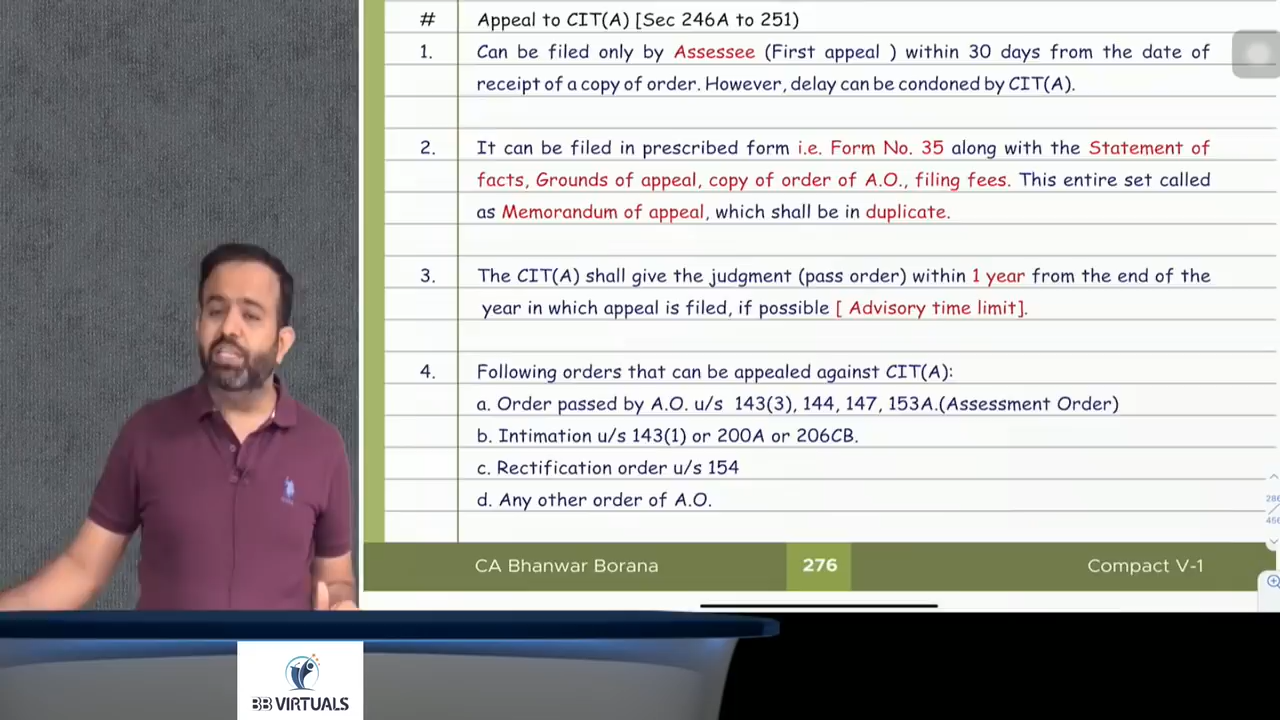 # Appeal to CIT(A) [Sec 246A to 251)
1. Can be filed only by Assessee (First appeal ) within 30 days from the date of
receipt of a copy of order. However, delay can be condoned by CIT(A).
2. It can be filed in prescribed form i.e. Form No. 35 along with the Statement of
facts, Grounds of appeal, copy of order of A.O., filing fees. This entire set called
as Memorandum of appeal, which shall be in duplicate.
3. The CIT(A) shall give the judgment (pass order) within 1 year from the end of the
year in which appeal is filed, if possible [ Advisory time limit].
4. Following orders that can be appealed against CIT(A):
a. Order passed by A.O. u/s 143(3), 144, 147, 153A.(Assessment Order)
b. Intimation u/s 143(1) or 200A or 206CB.
c. Rectification order u/s 154
d. Any other order of A.O.
286
456
CA Bhanwar Borana 276 Compact V-1
BB VIRTUALS